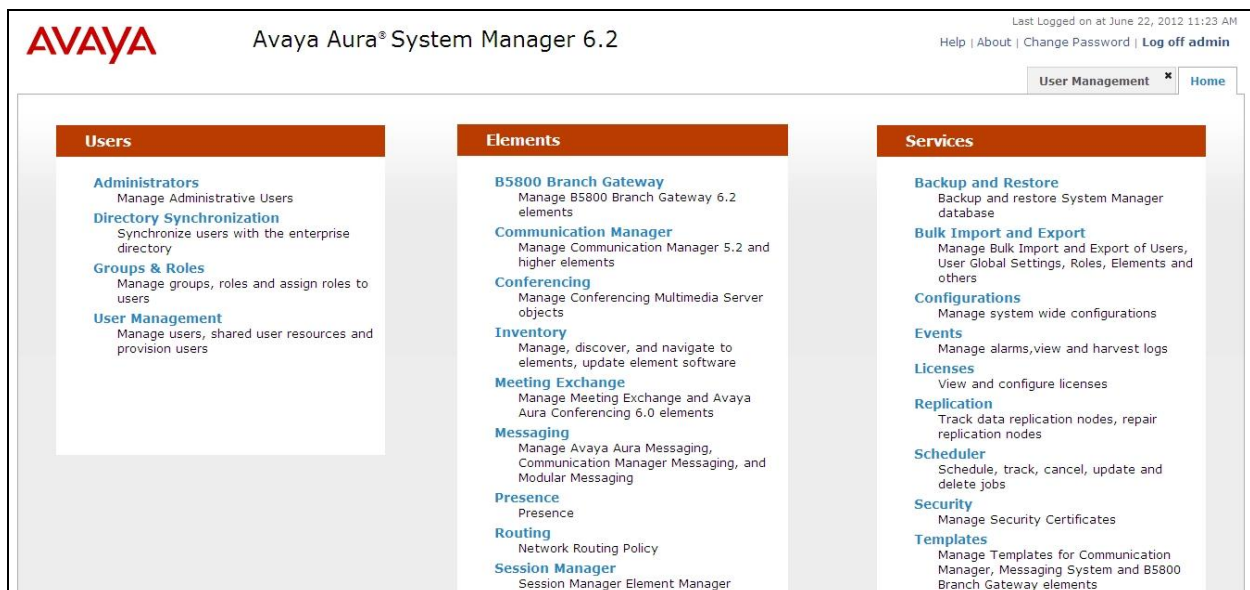 Last Logged on at June 22, 2012 11:23 AM
AVAYA
Avaya Aura® System Manager 6.2
Help | About | Change Password | Log off admin
User Management ✖
Home
Users
Administrators
Manage Administrative Users
Directory Synchronization
Synchronize users with the enterprise
directory
Groups & Roles
Manage groups, roles and assign roles to
users
User Management
Manage users, shared user resources and
provision users
Elements
B5800 Branch Gateway
Manage B5800 Branch Gateway 6.2
elements
Communication Manager
Manage Communication Manager 5.2 and
higher elements
Conferencing
Manage Conferencing Multimedia Server
objects
Inventory
Manage, discover, and navigate to
elements, update element software
Meeting Exchange
Manage Meeting Exchange and Avaya
Aura Conferencing 6.0 elements
Messaging
Manage Avaya Aura Messaging,
Communication Manager Messaging, and
Modular Messaging
Presence
Presence
Routing
Network Routing Policy
Session Manager
Session Manager Element Manager
Services
Backup and Restore
Backup and restore System Manager
database
Bulk Import and Export
Manage Bulk Import and Export of Users,
User Global Settings, Roles, Elements and
others
Configurations
Manage system wide configurations
Events
Manage alarms,view and harvest logs
Licenses
View and configure licenses
Replication
Track data replication nodes, repair
replication nodes
Scheduler
Schedule, track, cancel, update and
delete jobs
Security
Manage Security Certificates
Templates
Manage Templates for Communication
Manager, Messaging System and B5800
Branch Gateway elements